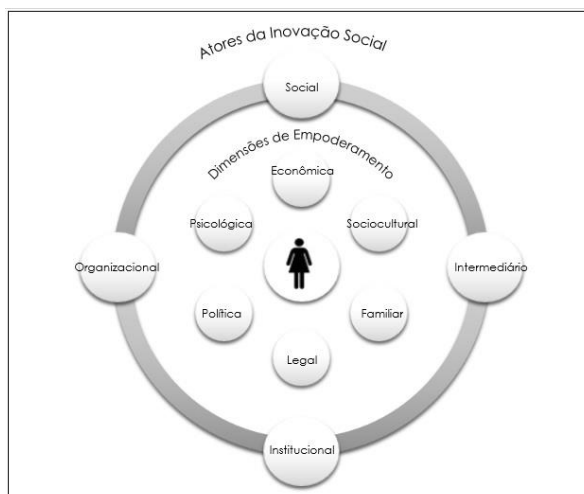 Atores da Inovação Social
Social
Dimensões de Empoderamento
Econômica
Psicológica
Sociocultural
Organizacional
Intermediário
Política
Familiar
Legal
Institucional